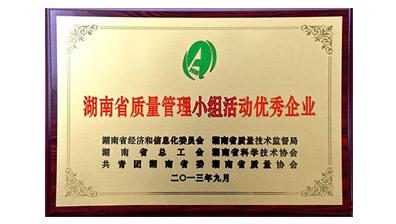 湖南省质量管理小组活动优秀企业
湖南省经济和信息化委员会 湖南省质量技术监督局
湖南省总工会 湖南省科学技术协会
共青团湖南省委 湖南省质量协会
二〇一三年九月